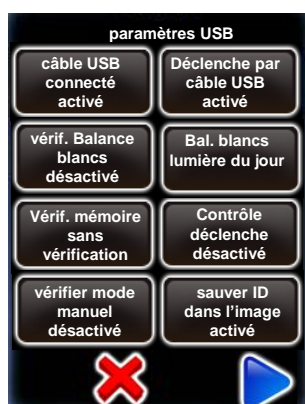 paramètres USB
câble USB
connecté
activé
Déclenche par
câble USB
activé
vérif. Balance
blancs
désactivé
Bal. blancs
lumière du jour
Vérif. mémoire
sans
vérification
Contrôle
déclenche
désactivé
vérifier mode
manuel
désactivé
sauver ID
dans l'image
activé